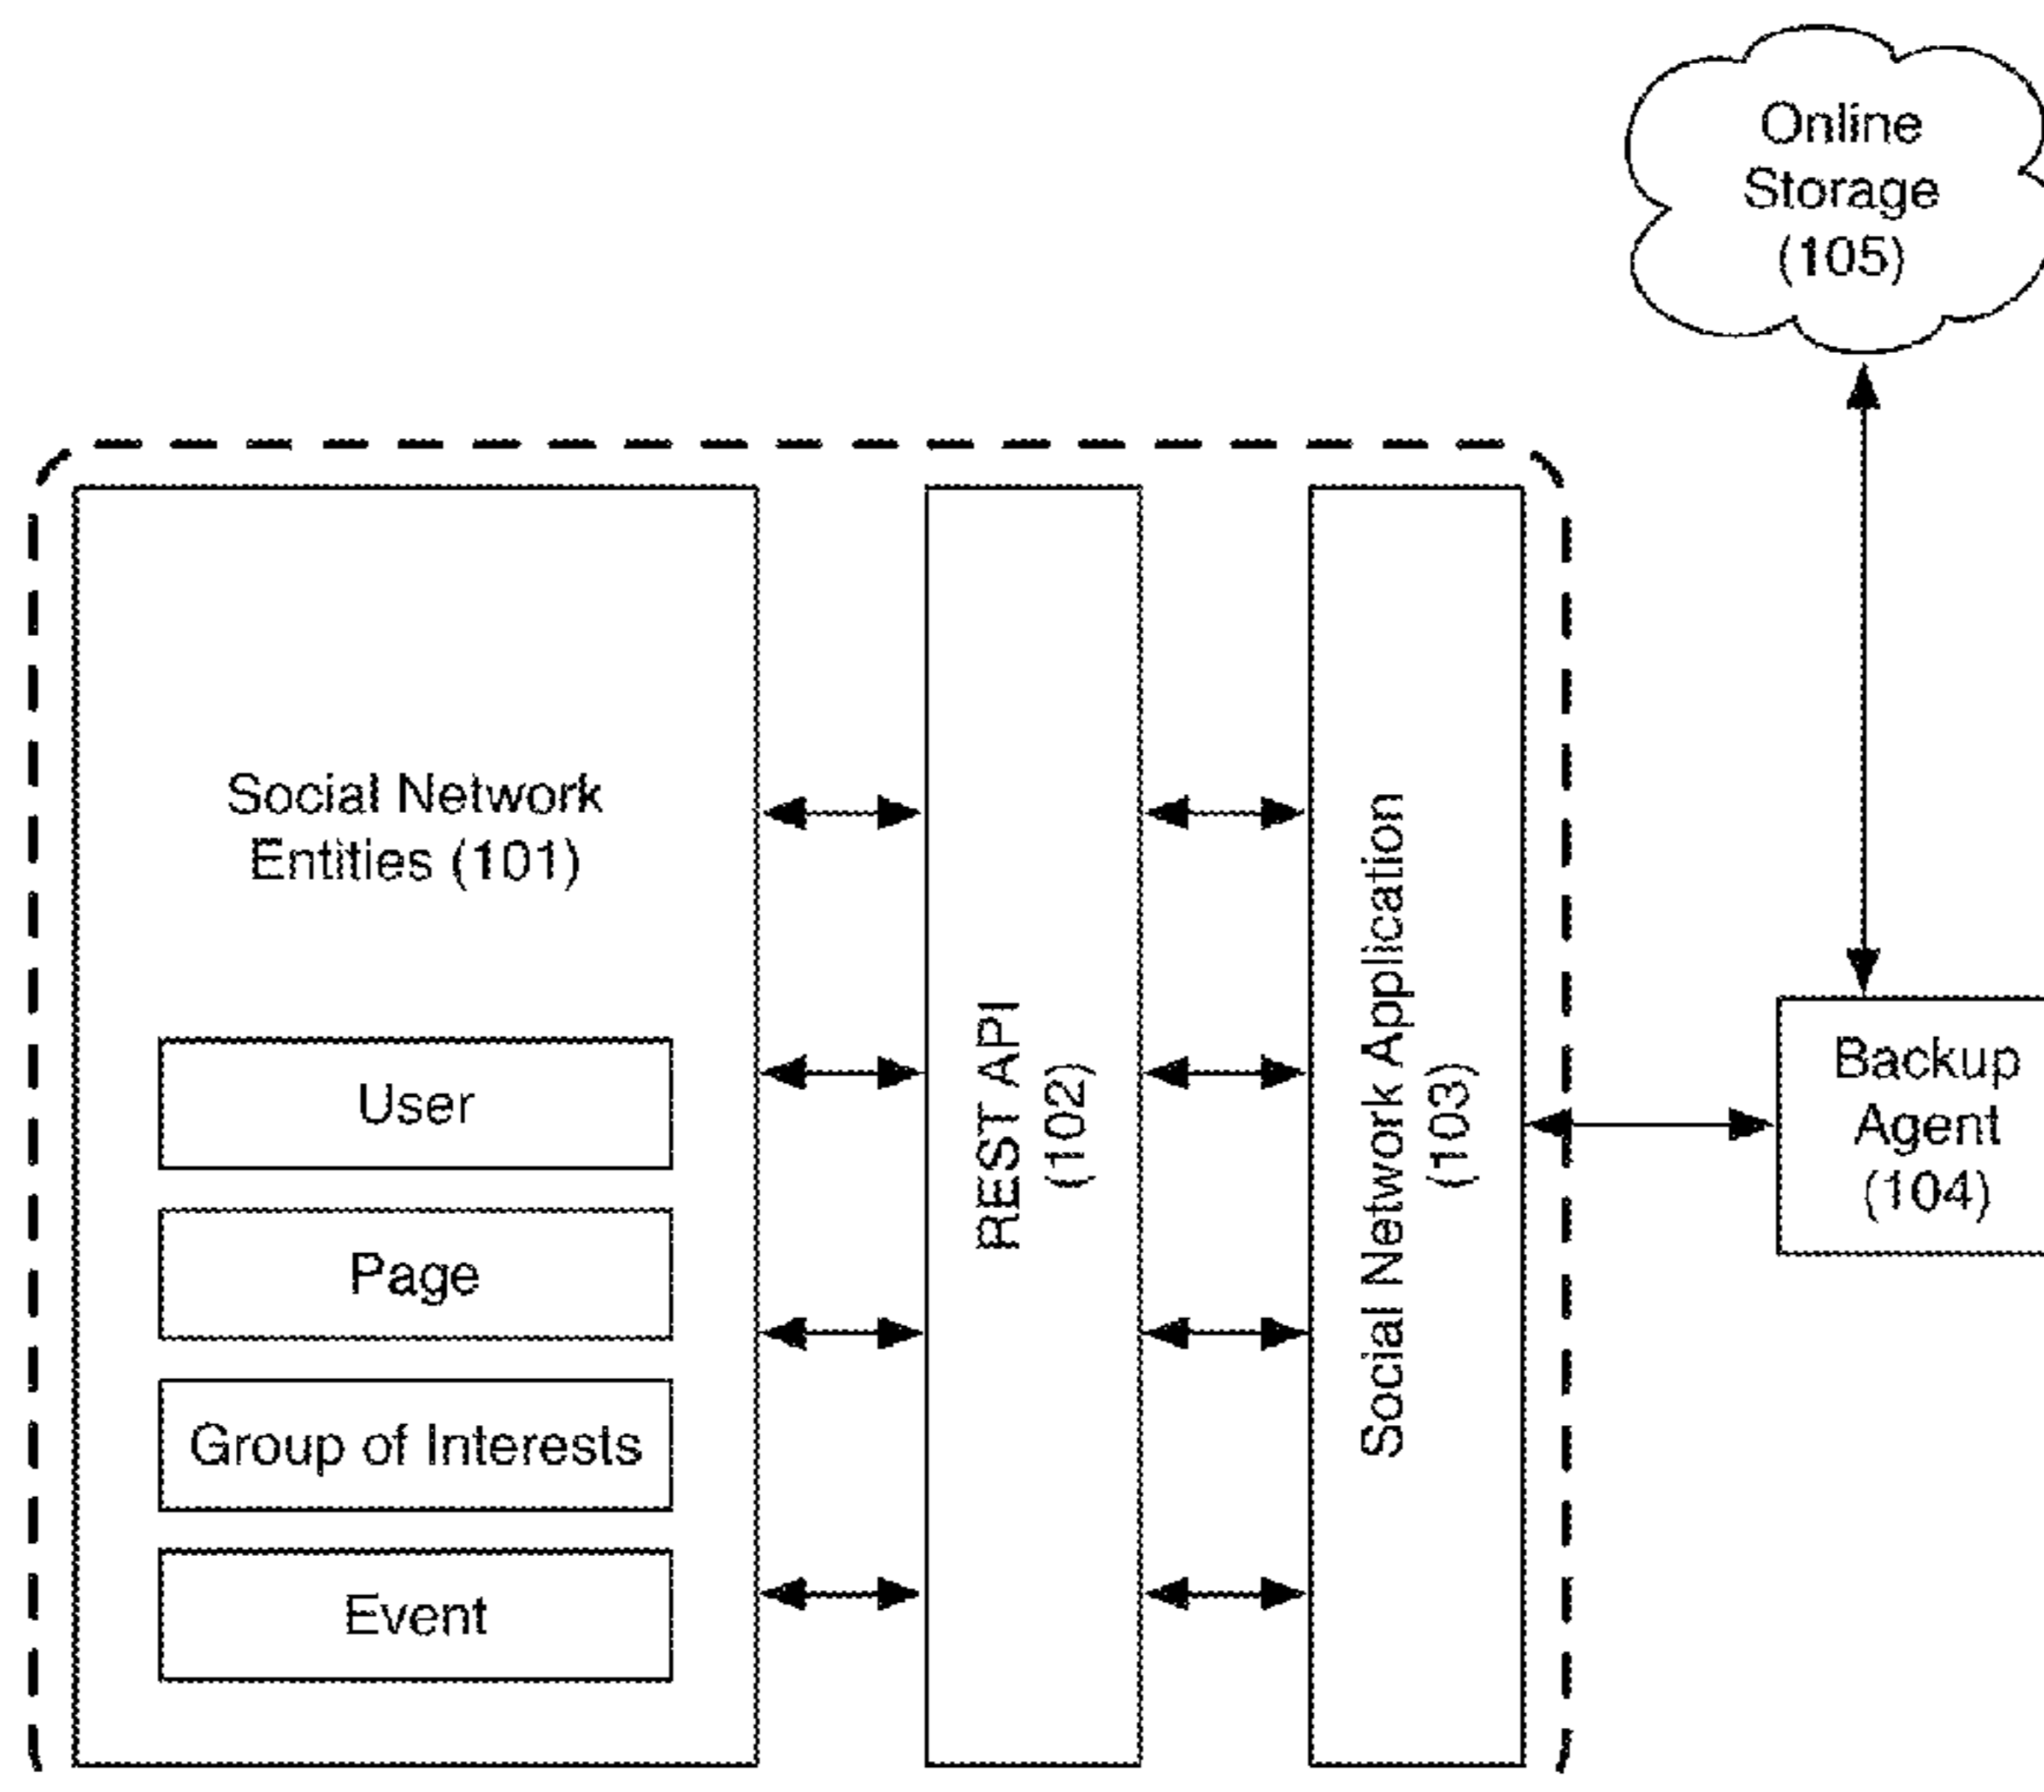 Online
Storage
(105)
Social Network
Entities (101)
User
Page
Group of Interests
Event
REST API
(102)
Social Network Application
(103)
Backup
Agent
(104)